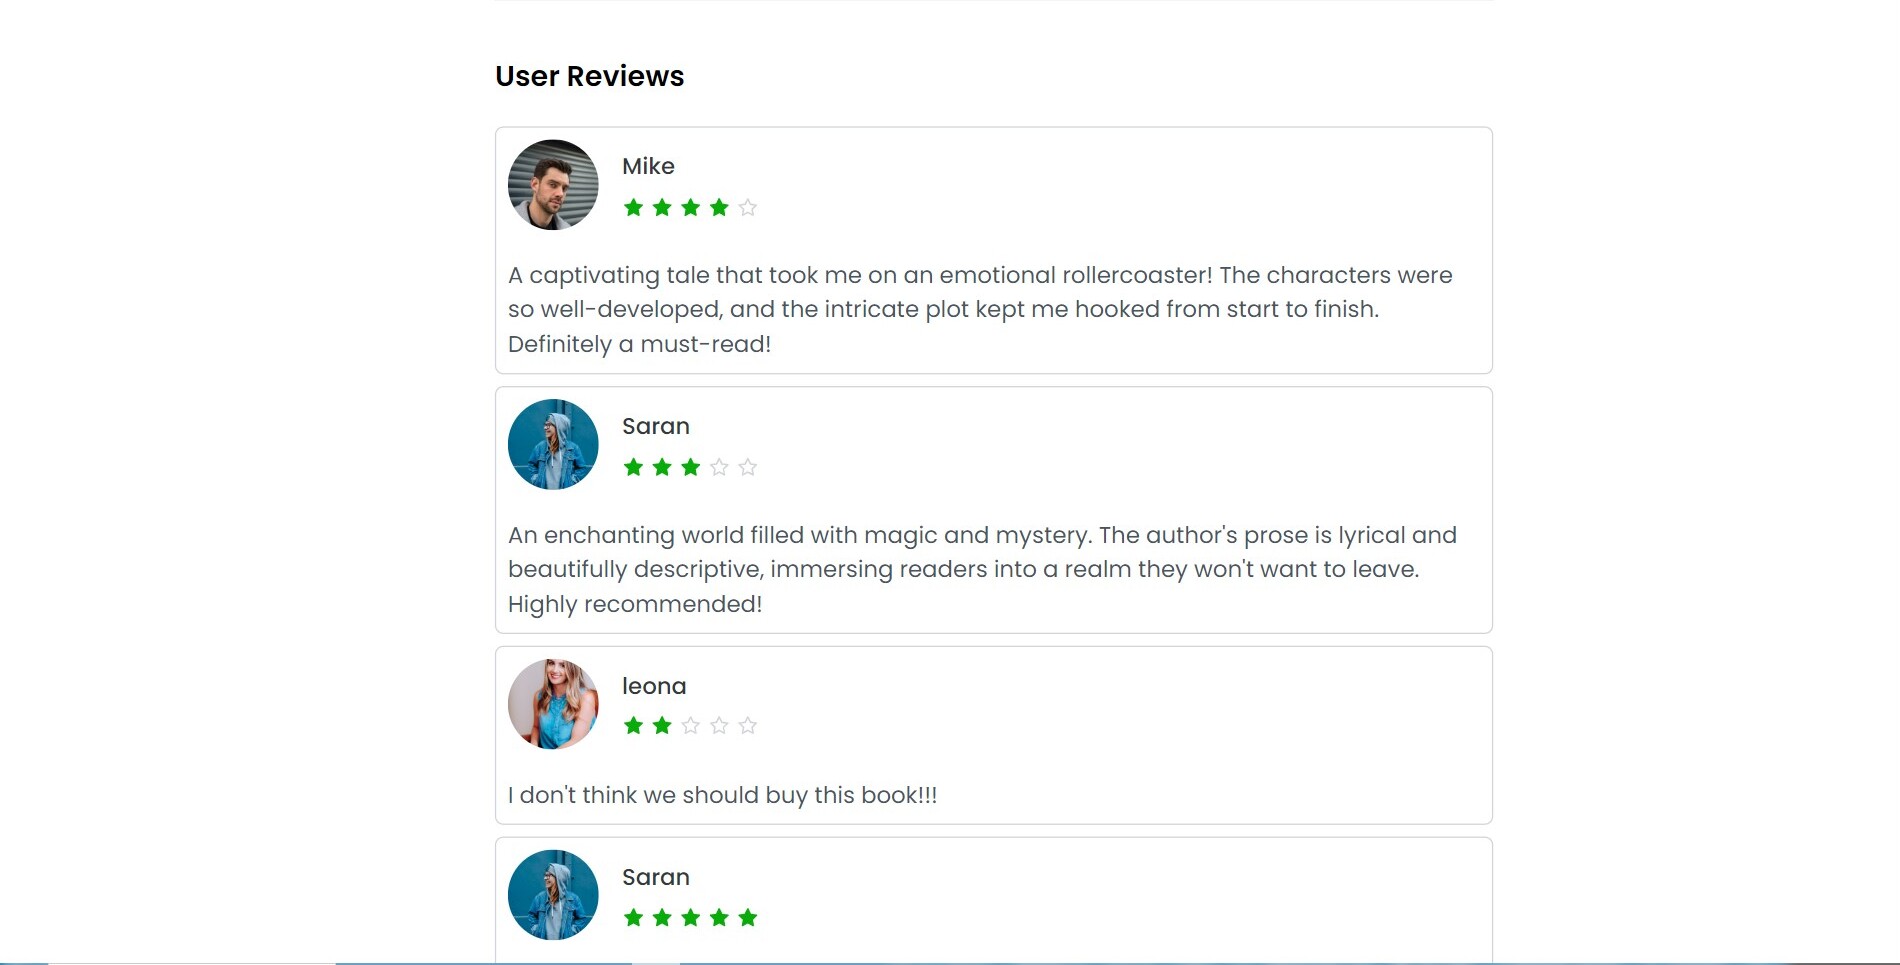 User Reviews
Mike
A captivating tale that took me on an emotional rollercoaster! The characters were
so well-developed, and the intricate plot kept me hooked from start to finish.
Definitely a must-read!
Saran
An enchanting world filled with magic and mystery. The author's prose is lyrical and
beautifully descriptive, immersing readers into a realm they won't want to leave.
Highly recommended!
leona
I don't think we should buy this book!!!
Saran